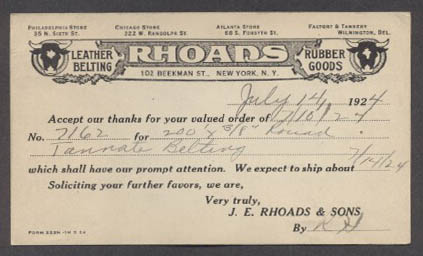 PHILADELPHIA STORE CHICAGO STORE ATLANTA STORE FACTORY & TANNERY
35 N. SIXTH ST. 322 W. RANDOLPH ST. 68 S. FORSYTH ST. WILMINGTON, DEL.
LEATHER BELTING RHOADS RUBBER GOODS
102 BEEKMAN ST., NEW YORK, N. Y.
July 14, 1924
Accept our thanks for your valued order of 7/10/24
No. 7162 for 200' x 3/8" Round.
Tannate Belting
which shall have our prompt attention. We expect to ship about 7/14/24
Soliciting your further favors, we are,
Very truly,
J. E. RHOADS & SONS
By